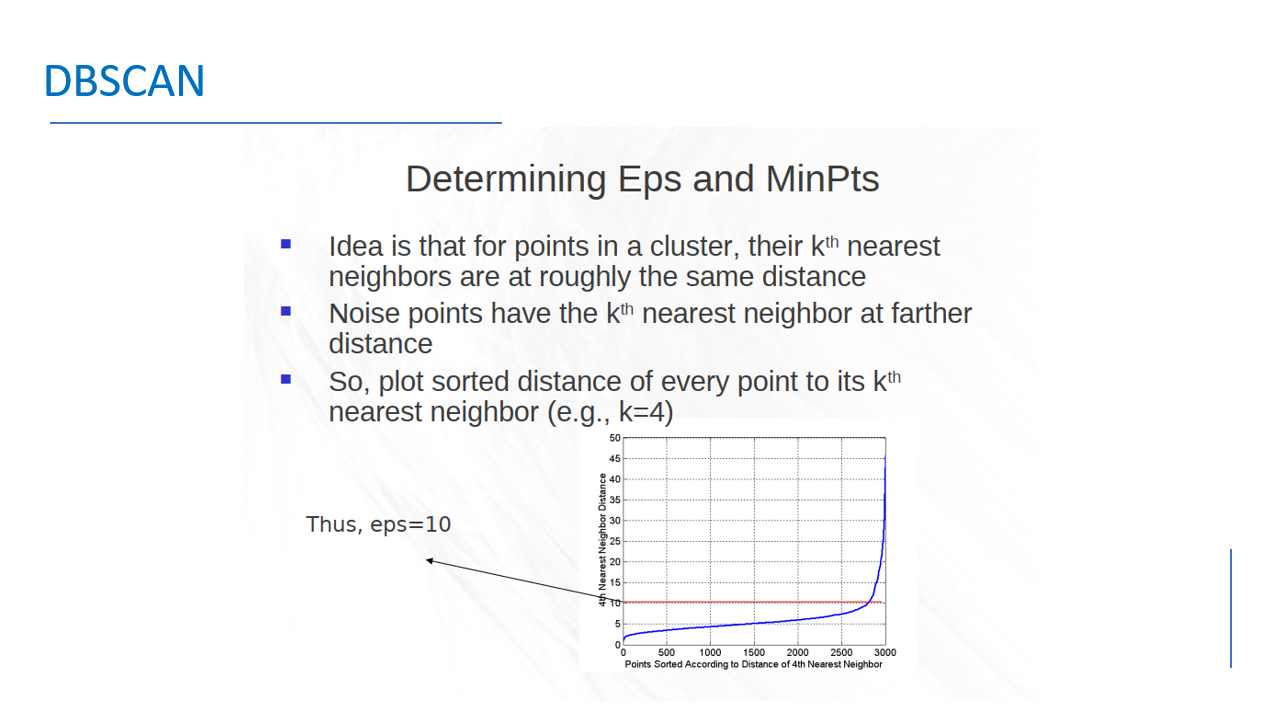 DBSCAN
Determining Eps and MinPts
Idea is that for points in a cluster, their kth nearest
neighbors are at roughly the same distance
Noise points have the kth nearest neighbor at farther
distance
So, plot sorted distance of every point to its kth
nearest neighbor (e.g., k=4)
Thus, eps=10
4th Nearest Neighbor Distance
50
45
40
35
30
25
20
15
10
5
0
0 500 1000 1500 2000 2500 3000
Points Sorted According to Distance of 4th Nearest Neighbor